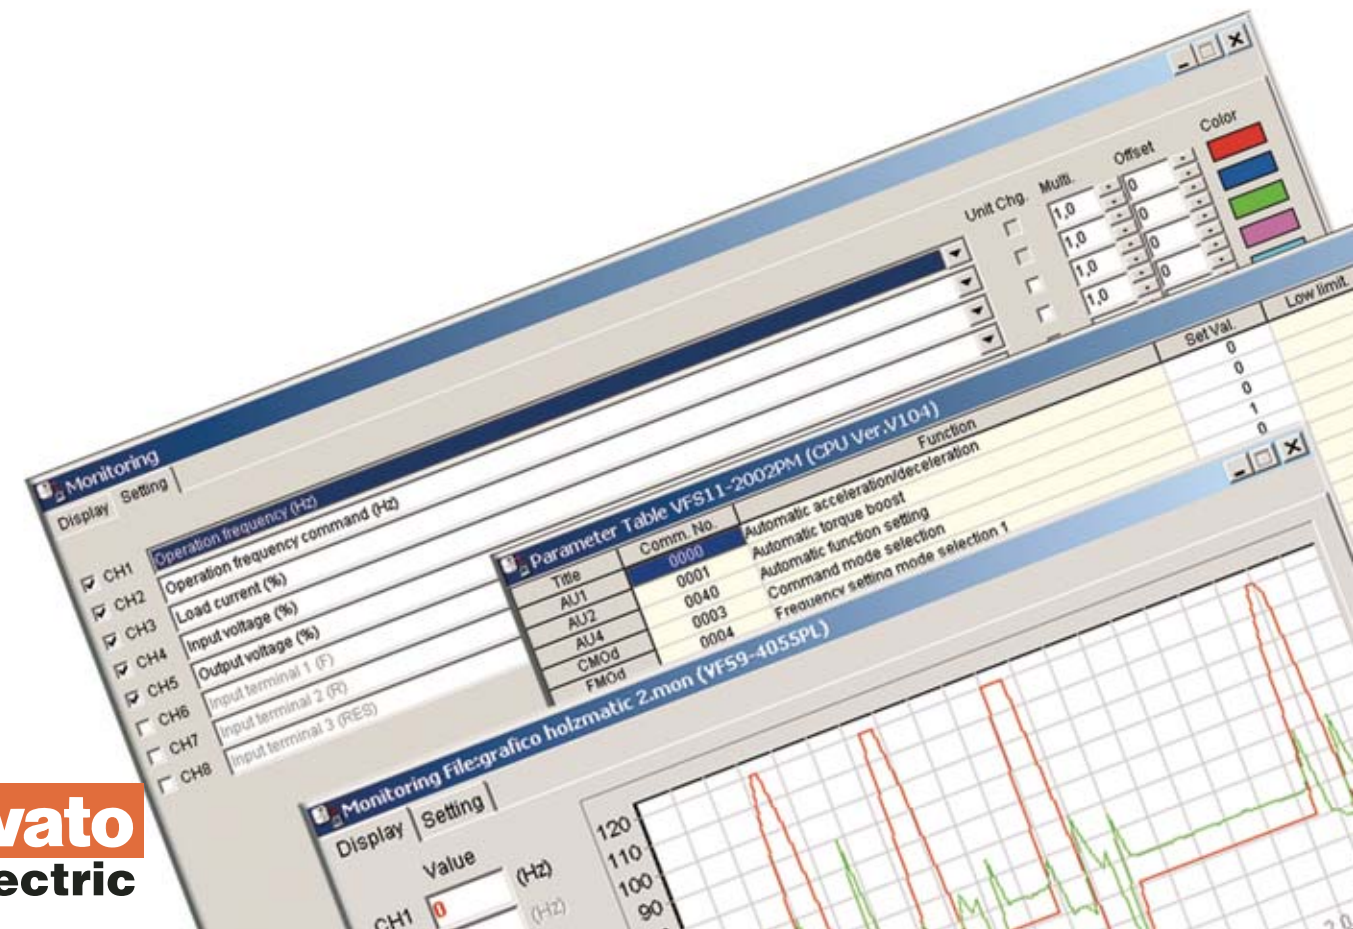 Monitoring
Display Setting
Unit Chg. Multi. Offset Color
CH1 Operation frequency (Hz) 1,0 0
CH2 Operation frequency command (Hz) 1,0 0
CH3 Load current (%) 1,0 0
CH4 Input voltage (%) 1,0 0
CH5 Output voltage (%)
CH6 Input terminal 1 (F)
CH7 Input terminal 2 (R)
CH8 Input terminal 3 (RES)
Parameter Table VFS11-2002PM (CPU Ver.V104)
Title Comm. No. Function Set Val. Low limit.
AU1 0000 Automatic acceleration/deceleration 0
AU2 0001 Automatic torque boost 0
AU4 0040 Automatic function setting 0
CMOd 0003 Command mode selection 1
FMOd 0004 Frequency setting mode selection 1 0
Monitoring File:grafico holzmatic 2.mon (VFS9-4055PL)
Display Setting
Value
CH1 0 (Hz)
(Hz)
120
110
100
90
2.0
vato
ectric